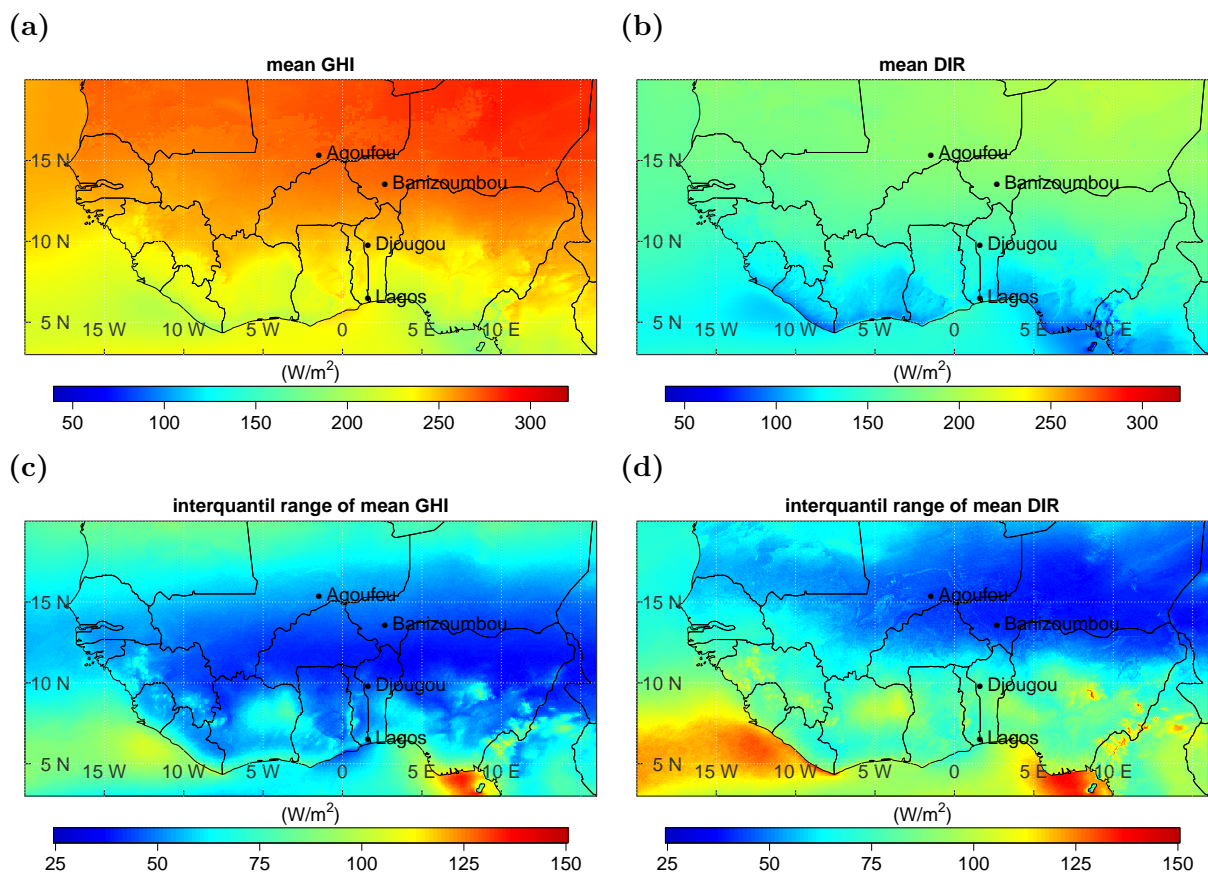 (a)
mean GHI
15 N
10 N
5 N
15 W
10 W
5 W
0
5 E
10 E
Agoufou
Banizoumbou
Djougou
Lagos
(W/m²)
50 100 150 200 250 300
(b)
mean DIR
15 N
10 N
5 N
15 W
10 W
5 W
0
5 E
10 E
Agoufou
Banizoumbou
Djougou
Lagos
(W/m²)
50 100 150 200 250 300
(c)
interquantil range of mean GHI
15 N
10 N
5 N
15 W
10 W
5 W
0
5 E
10 E
Agoufou
Banizoumbou
Djougou
Lagos
(W/m²)
25 50 75 100 125 150
(d)
interquantil range of mean DIR
15 N
10 N
5 N
15 W
10 W
5 W
0
5 E
10 E
Agoufou
Banizoumbou
Djougou
Lagos
(W/m²)
25 50 75 100 125 150